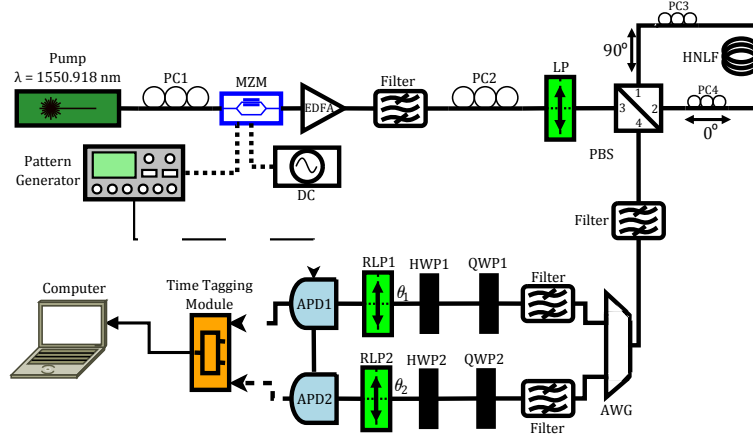 PC3
Pump
λ = 1550.918 nm
PC1
MZM
EDFA
Filter
PC2
LP
90°
HNLF
PC4
0°
1
3
2
4
PBS
Pattern
Generator
DC
Filter
Computer
Time Tagging
Module
APD1
RLP1
θ1
HWP1
QWP1
Filter
APD2
RLP2
θ2
HWP2
QWP2
Filter
AWG